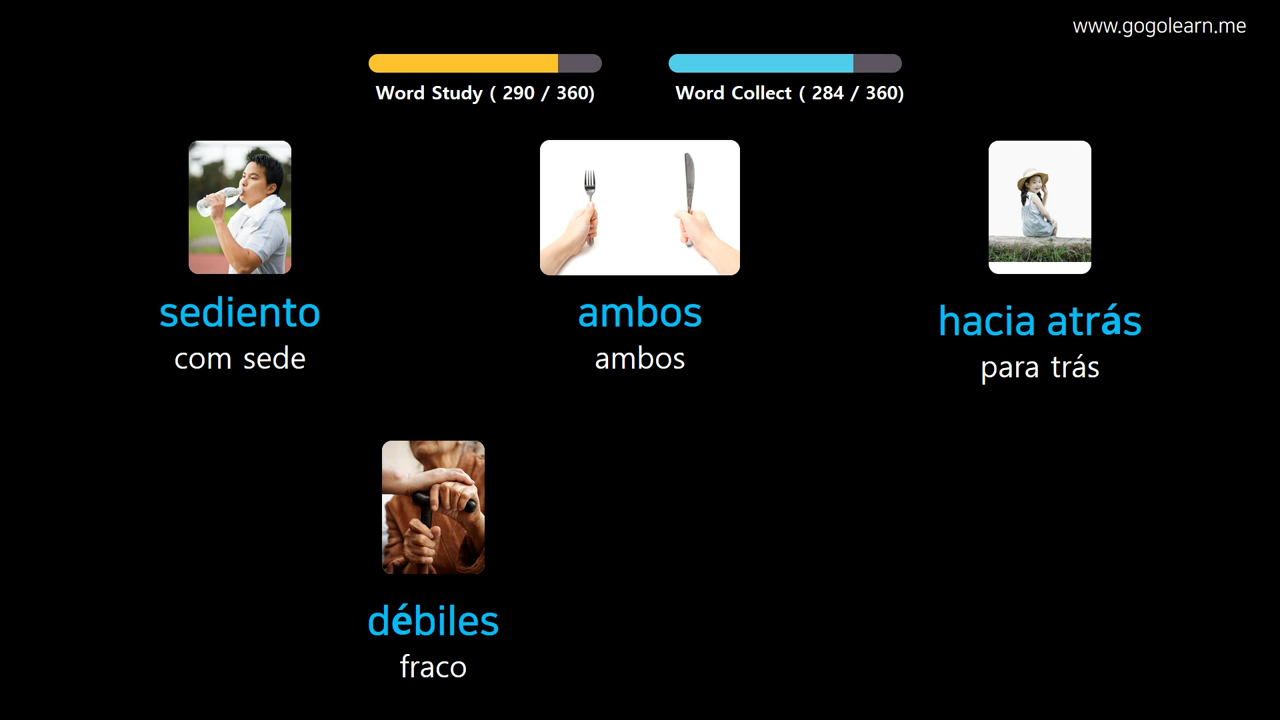 www.gogolearn.me
Word Study ( 290 / 360)
Word Collect ( 284 / 360)
sediento
com sede
ambos
ambos
hacia atrás
para trás
débiles
fraco